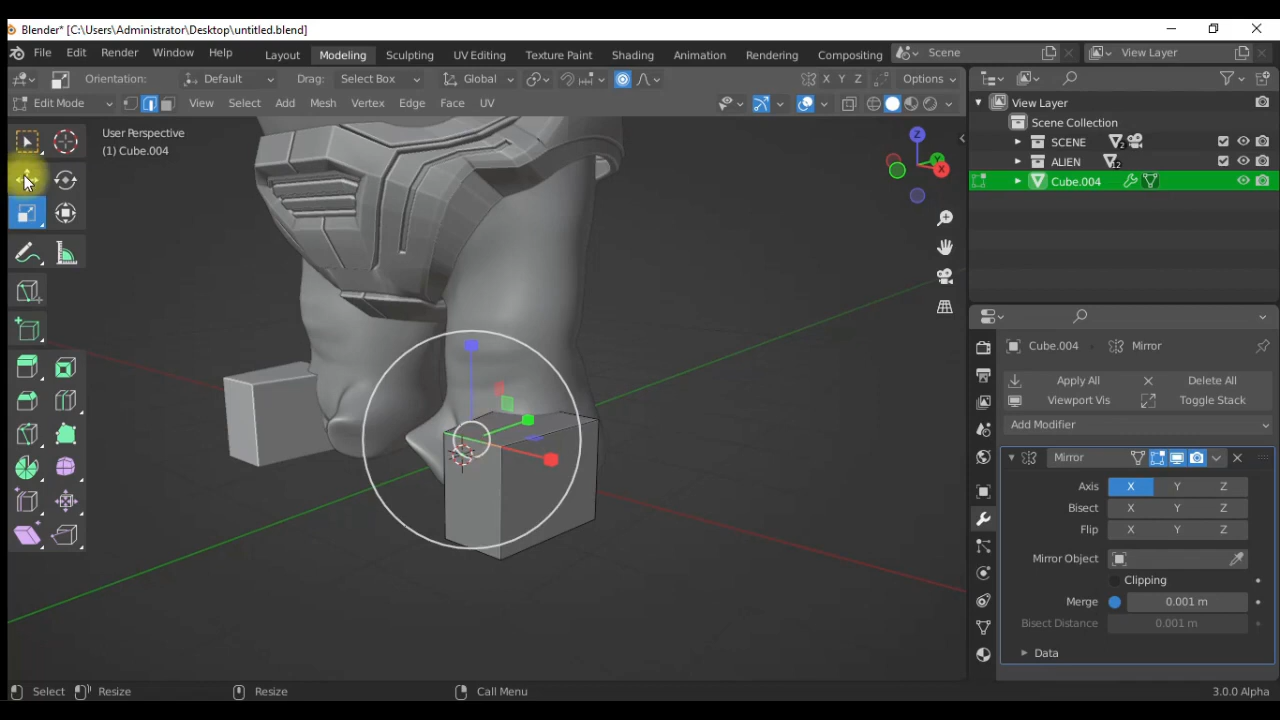 Blender* [C:\Users\Administrator\Desktop\untitled.blend]
File Edit Render Window Help Layout Modeling Sculpting UV Editing Texture Paint Shading Animation Rendering Compositing Scene View Layer
Orientation: Default Drag: Select Box Global X Y Z Options
Edit Mode View Select Add Mesh Vertex Edge Face UV
View Layer
Scene Collection
SCENE 2
ALIEN 12
Cube.004
User Perspective
(1) Cube.004
Z
Y
X
Cube.004 Mirror
Apply All Delete All
Viewport Vis Toggle Stack
Add Modifier
Mirror
Axis X Y Z
Bisect X Y Z
Flip X Y Z
Mirror Object
Clipping
Merge 0.001 m
Bisect Distance 0.001 m
Data
Select Resize Resize Call Menu 3.0.0 Alpha